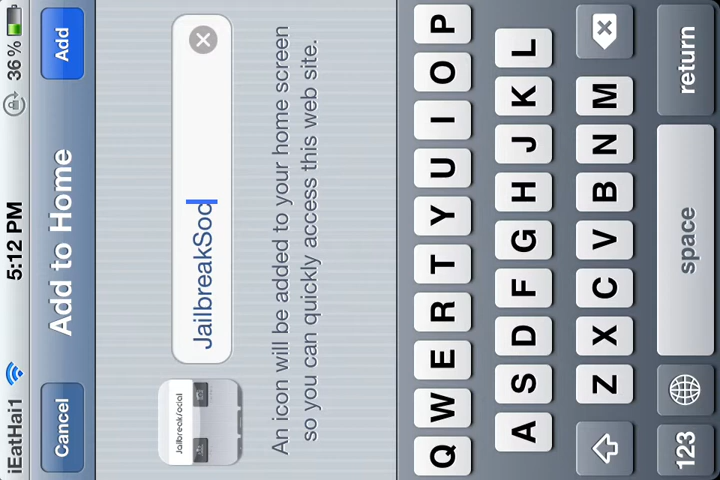 iEatHai1 5:12 PM 36 %
Cancel Add to Home Add
JailbreakSoc
An icon will be added to your home screen
so you can quickly access this web site.
Q W E R T Y U I O P
A S D F G H J K L
Z X C V B N M
123 space return